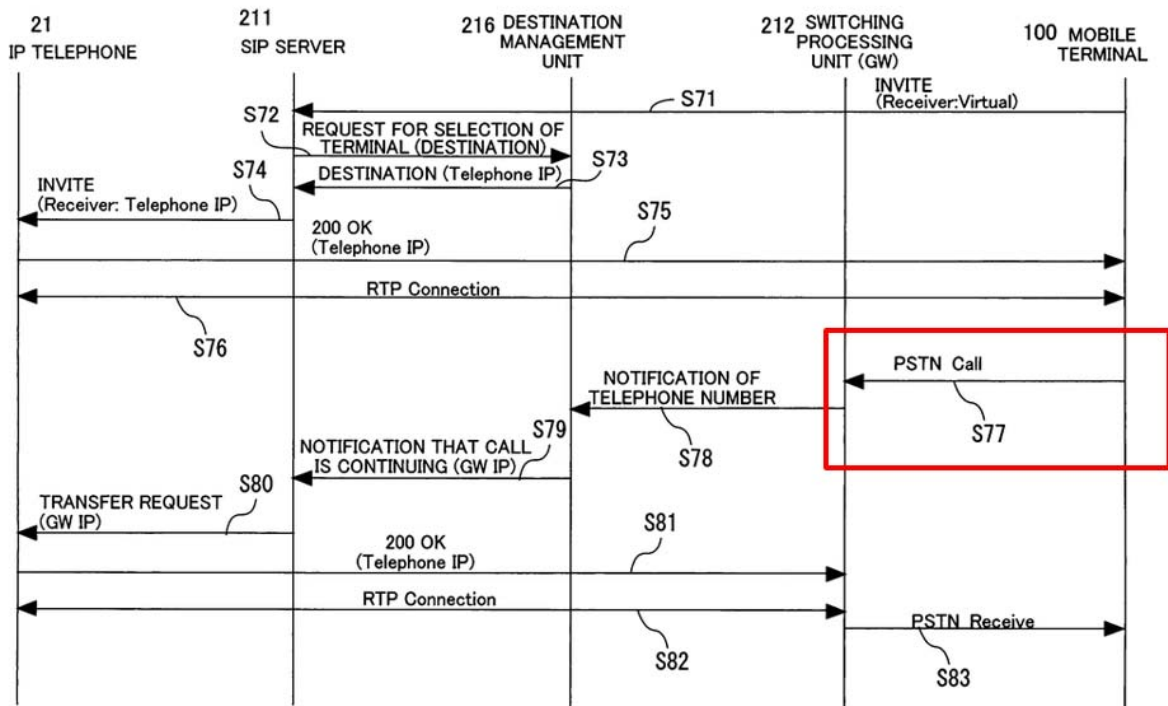 21
IP TELEPHONE
211
SIP SERVER
216 DESTINATION
MANAGEMENT
UNIT
212 SWITCHING
PROCESSING
UNIT (GW)
100 MOBILE
TERMINAL
S71
INVITE
(Receiver:Virtual)
S72
REQUEST FOR SELECTION OF
TERMINAL (DESTINATION)
S73
DESTINATION (Telephone IP)
S74
INVITE
(Receiver: Telephone IP)
S75
200 OK
(Telephone IP)
RTP Connection
S76
PSTN Call
S77
NOTIFICATION OF
TELEPHONE NUMBER
S78
S79
NOTIFICATION THAT CALL
IS CONTINUING (GW IP)
S80
TRANSFER REQUEST
(GW IP)
S81
200 OK
(Telephone IP)
RTP Connection
S82
PSTN Receive
S83